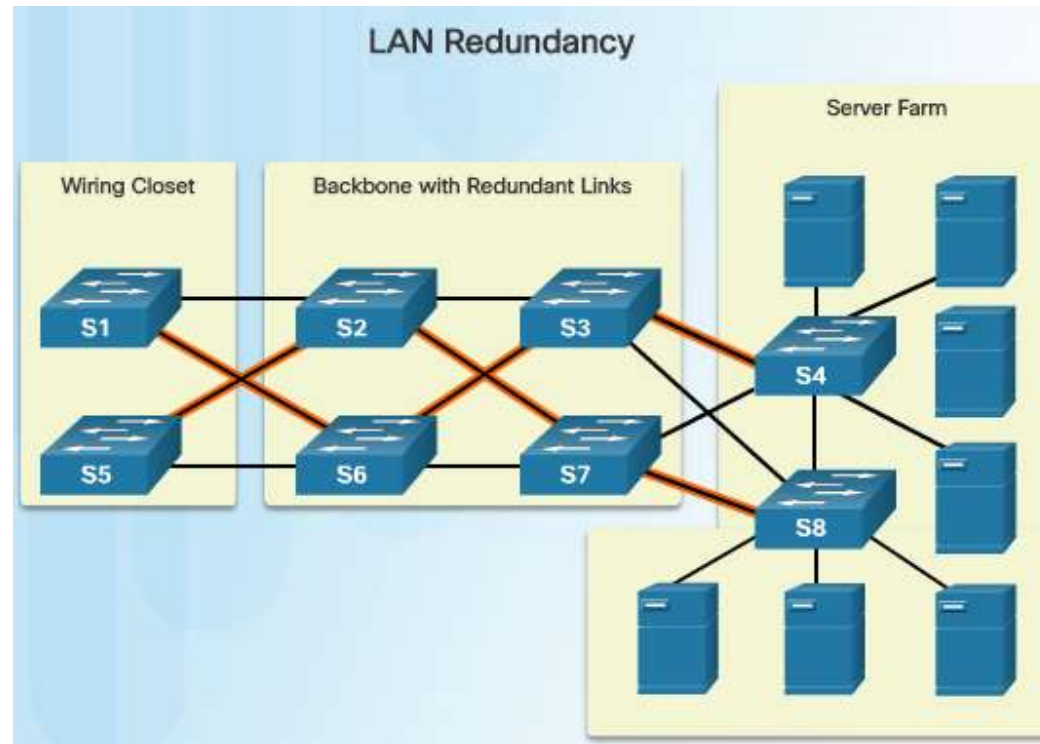 LAN Redundancy
Server Farm
Wiring Closet
Backbone with Redundant Links
S1
S2
S3
S4
S5
S6
S7
S8